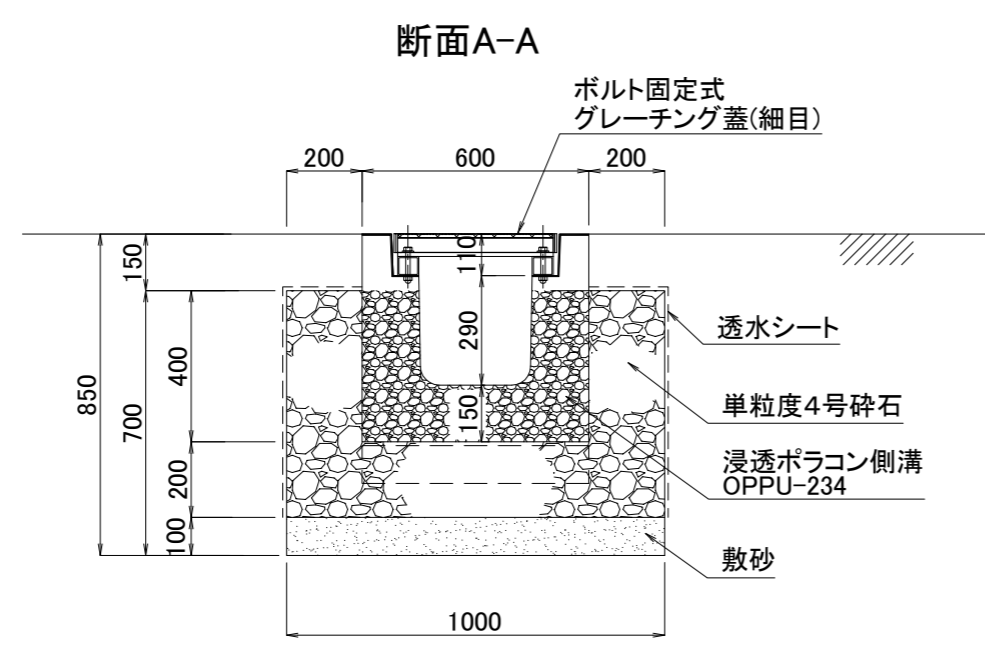 断面A-A
ボルト固定式
グレーチング蓋(細目)
200
600
200
150
110
290
透水シート
850
700
400
単粒度4号砕石
150
浸透ポラコン側溝
OPPU-234
200
100
敷砂
1000